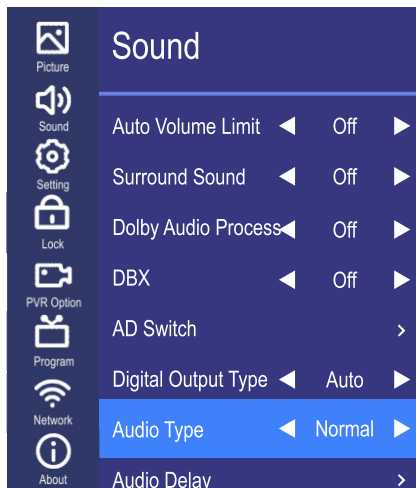 Picture
Sound
Setting
Lock
PVR Option
Program
Network
About
Sound
Auto Volume Limit Off
Surround Sound Off
Dolby Audio Process Off
DBX Off
AD Switch
Digital Output Type Auto
Audio Type Normal
Audio Delay